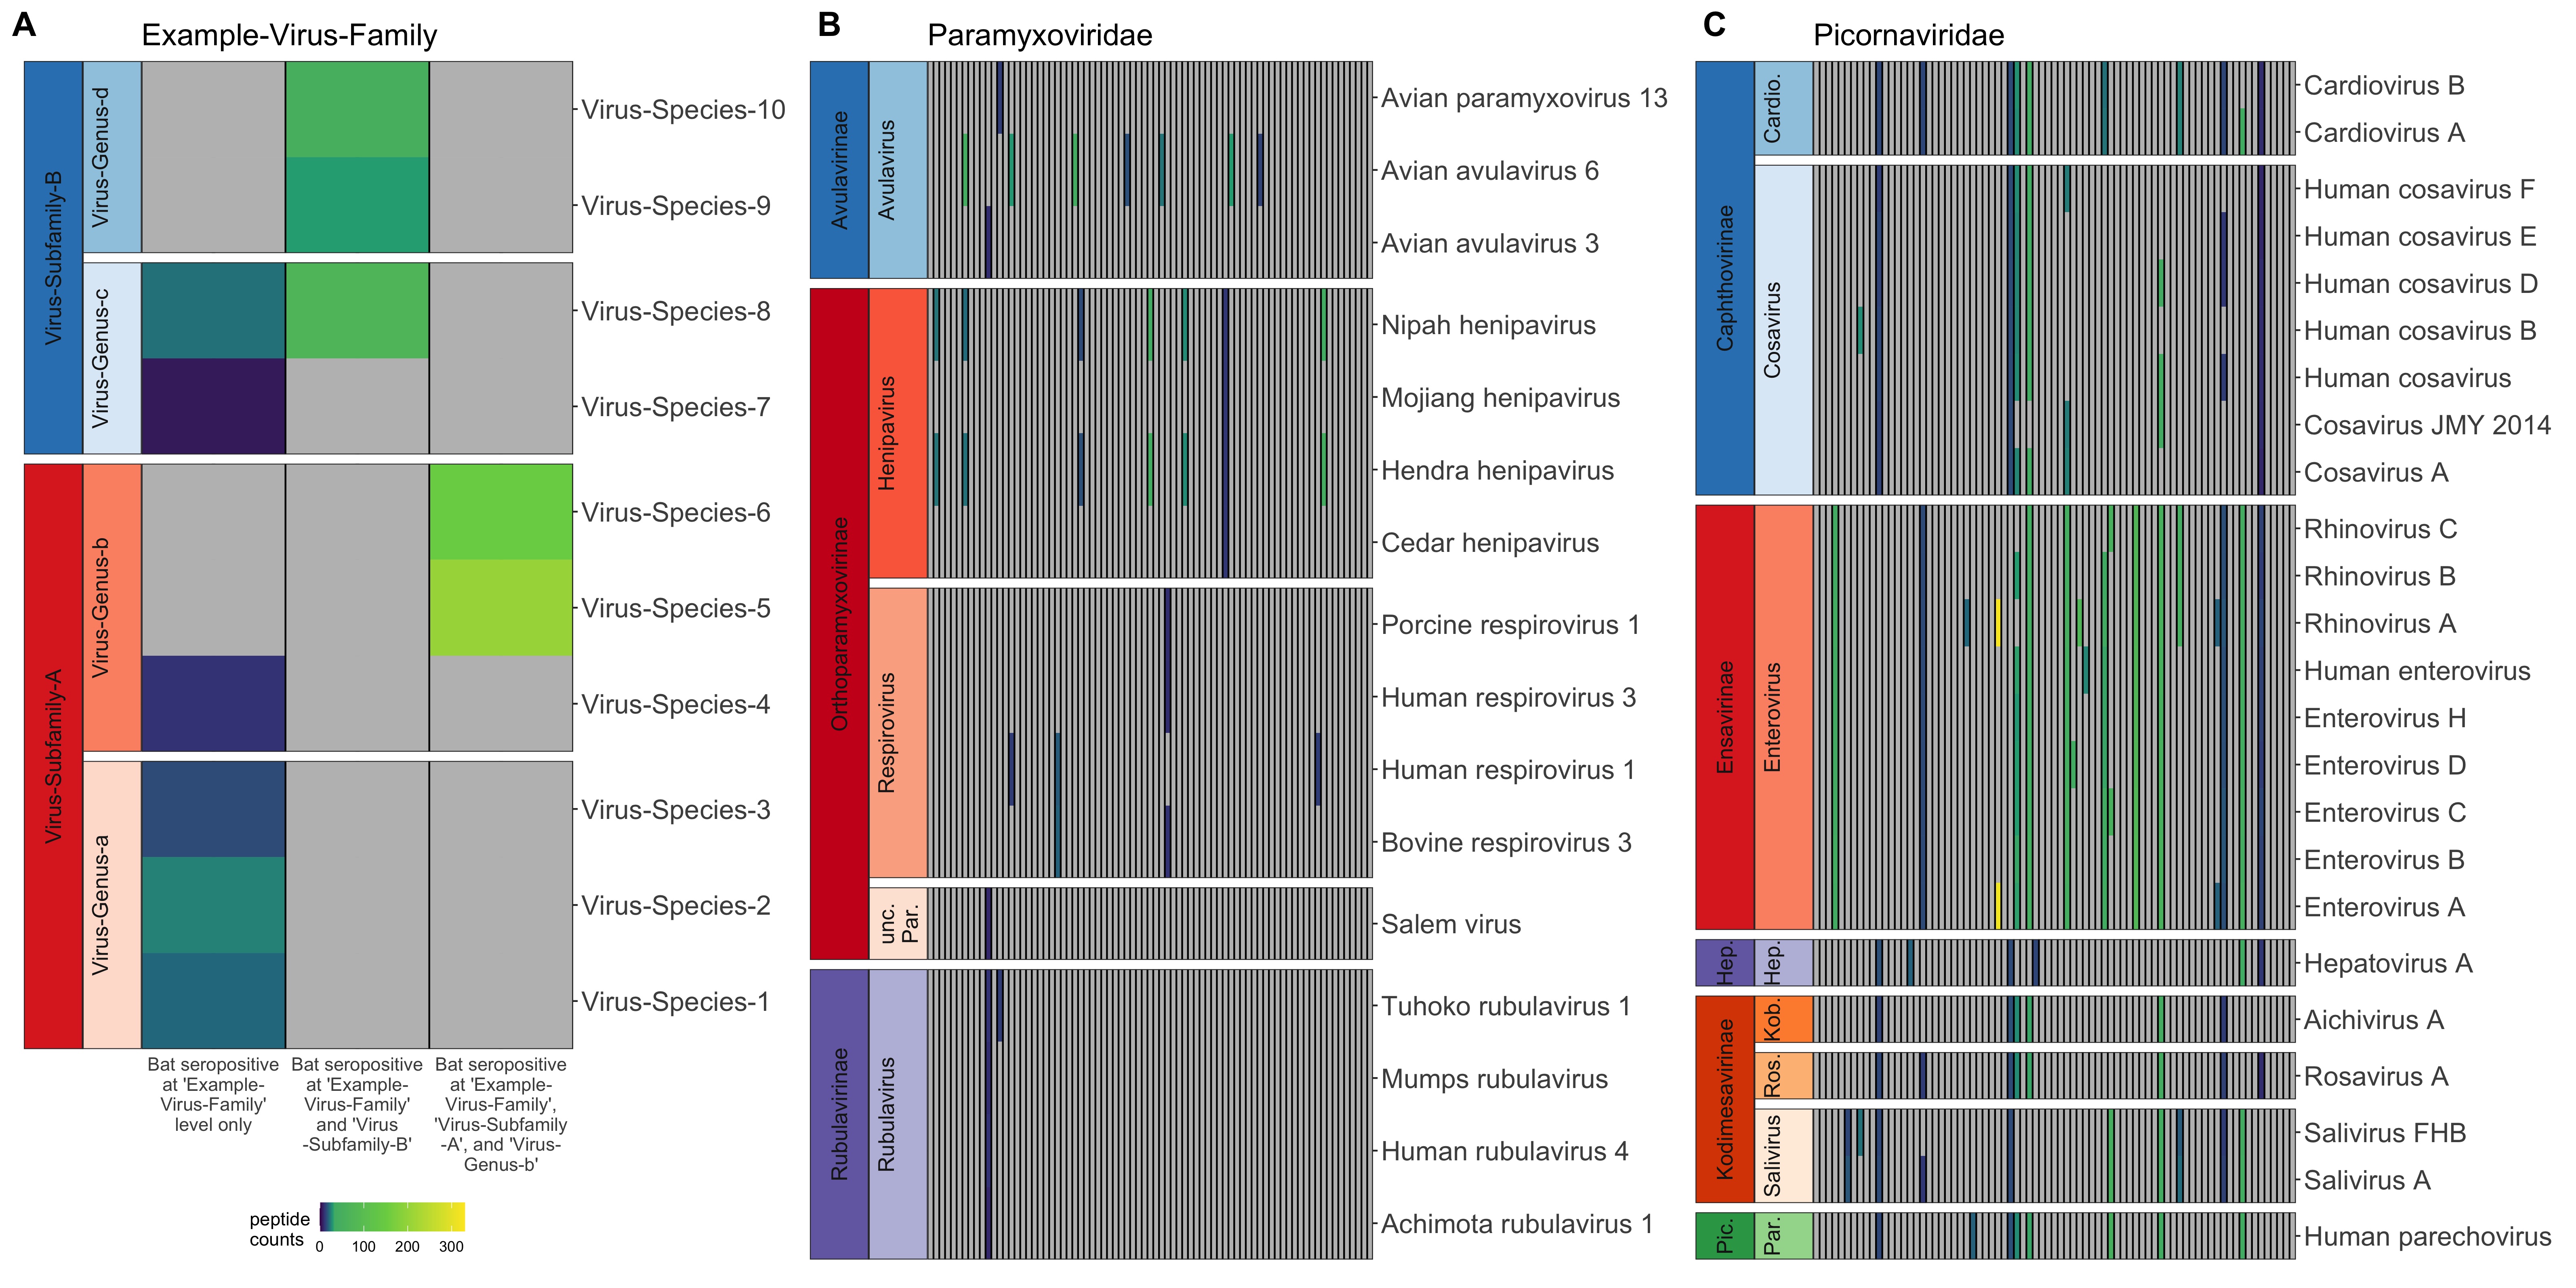 A
Example-Virus-Family
Virus-Subfamily-B
Virus-Genus-d
Virus-Species-10
Virus-Species-9
Virus-Genus-c
Virus-Species-8
Virus-Species-7
Virus-Subfamily-A
Virus-Genus-b
Virus-Species-6
Virus-Species-5
Virus-Species-4
Virus-Genus-a
Virus-Species-3
Virus-Species-2
Virus-Species-1
Bat seropositive
at 'Example-
Virus-Family'
level only
Bat seropositive
at 'Example-
Virus-Family'
and 'Virus
-Subfamily-B'
Bat seropositive
at 'Example-
Virus-Family',
'Virus-Subfamily
-A', and 'Virus-
Genus-b'
peptide
counts
0 100 200 300
B
Paramyxoviridae
Avulavirinae
Avulavirus
Avian paramyxovirus 13
Avian avulavirus 6
Avian avulavirus 3
Orthoparamyxovirinae
Henipavirus
Nipah henipavirus
Mojiang henipavirus
Hendra henipavirus
Cedar henipavirus
Respirovirus
Porcine respirovirus 1
Human respirovirus 3
Human respirovirus 1
Bovine respirovirus 3
unc.
Par.
Salem virus
Rubulavirinae
Rubulavirus
Tuhoko rubulavirus 1
Mumps rubulavirus
Human rubulavirus 4
Achimota rubulavirus 1
C
Picornaviridae
Caphthovirinae
Cardio.
Cardiovirus B
Cardiovirus A
Cosavirus
Human cosavirus F
Human cosavirus E
Human cosavirus D
Human cosavirus B
Human cosavirus
Cosavirus JMY 2014
Cosavirus A
Ensavirinae
Enterovirus
Rhinovirus C
Rhinovirus B
Rhinovirus A
Human enterovirus
Enterovirus H
Enterovirus D
Enterovirus C
Enterovirus B
Enterovirus A
Hep.
Hep.
Hepatovirus A
Kodimesavirinae
Kob.
Aichivirus A
Ros.
Rosavirus A
Salivirus
Salivirus FHB
Salivirus A
Pic.
Par.
Human parechovirus